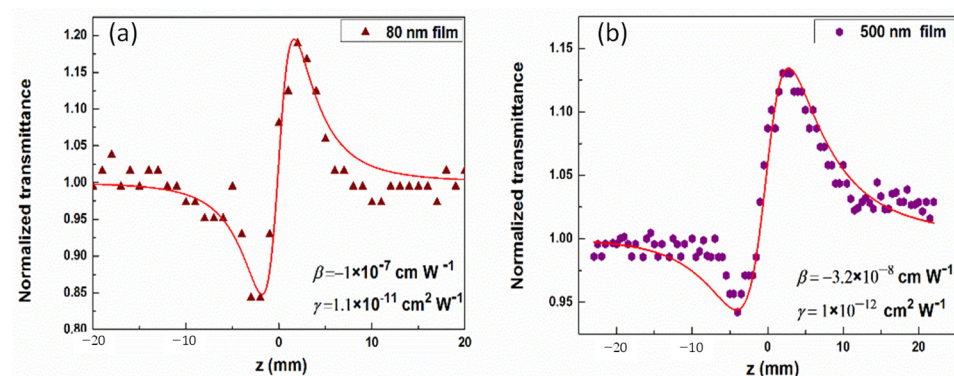 (a)
80 nm film
Normalized transmittance
1.20
1.15
1.10
1.05
1.00
0.95
0.90
0.85
0.80
β=−1×10⁻⁷ cm W⁻¹
γ=1.1×10⁻¹¹ cm² W⁻¹
−20 −10 0 10 20
z (mm)
(b)
500 nm film
Normalized transmittance
1.15
1.10
1.05
1.00
0.95
β=−3.2×10⁻⁸ cm W⁻¹
γ=1×10⁻¹² cm² W⁻¹
−20 −10 0 10 20
z (mm)